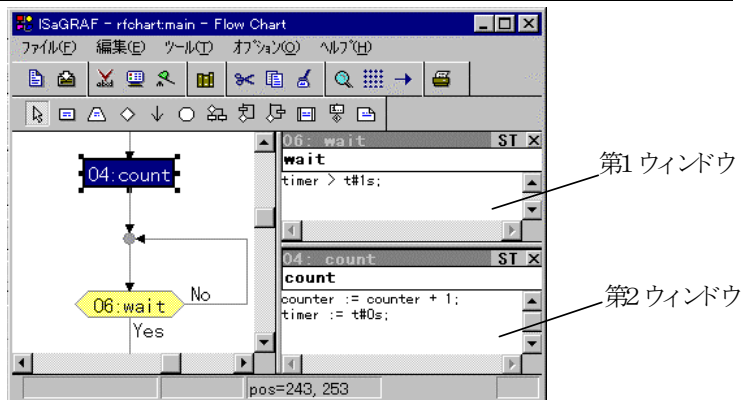 ISaGRAF - rfchart:main - Flow Chart
ファイル(F) 編集(E) ツール(T) オプション(O) ヘルプ(H)
04:count
06:wait
No
Yes
06: wait ST
wait
timer > t#1s;
04: count ST
count
counter := counter + 1;
timer := t#0s;
第1 ウィンドウ
第2 ウィンドウ
pos=243, 253